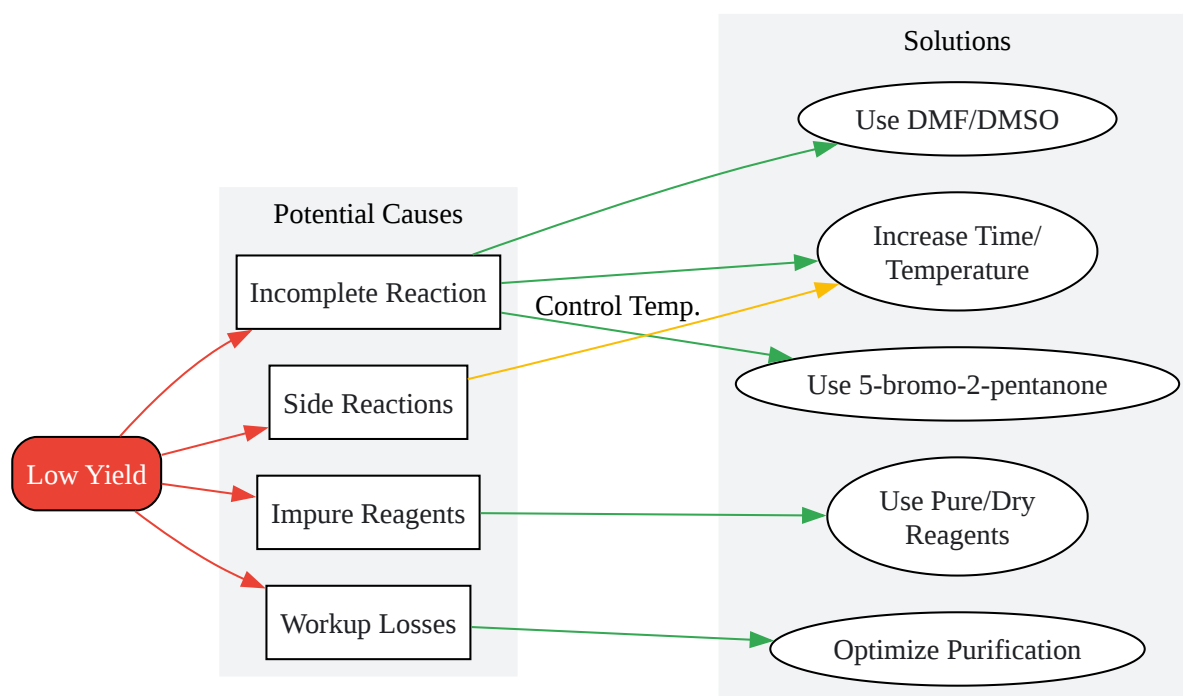 Low Yield
Potential Causes
Incomplete Reaction
Side Reactions
Impure Reagents
Workup Losses
Control Temp.
Solutions
Use DMF/DMSO
Increase Time/
Temperature
Use 5-bromo-2-pentanone
Use Pure/Dry
Reagents
Optimize Purification